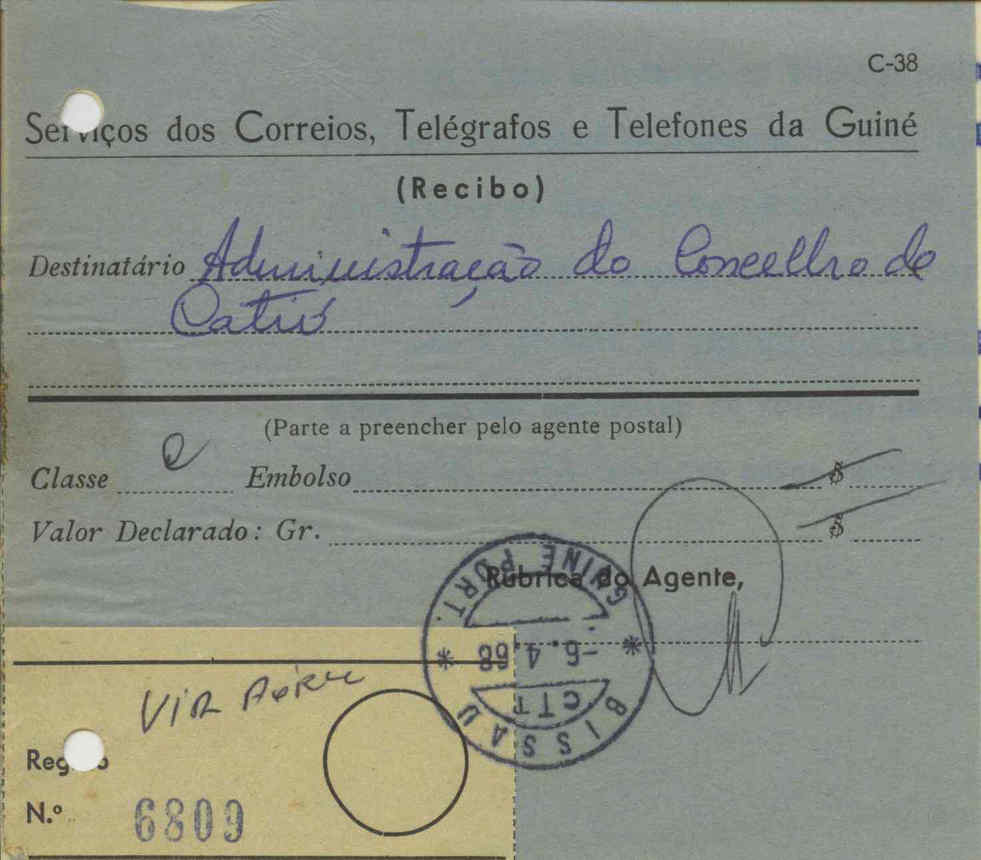 C-38
Serviços dos Correios, Telégrafos e Telefones da Guiné
(Recibo)
Destinatário Administração do Concelho de
Catió
(Parte a preencher pelo agente postal)
Classe Embolso $
Valor Declarado: Gr. $
Rubrica do Agente,
GUINÉ PORT.
-6.4.68
CTT
BISSAU
VIA Aérea
Registo
N.º 6809